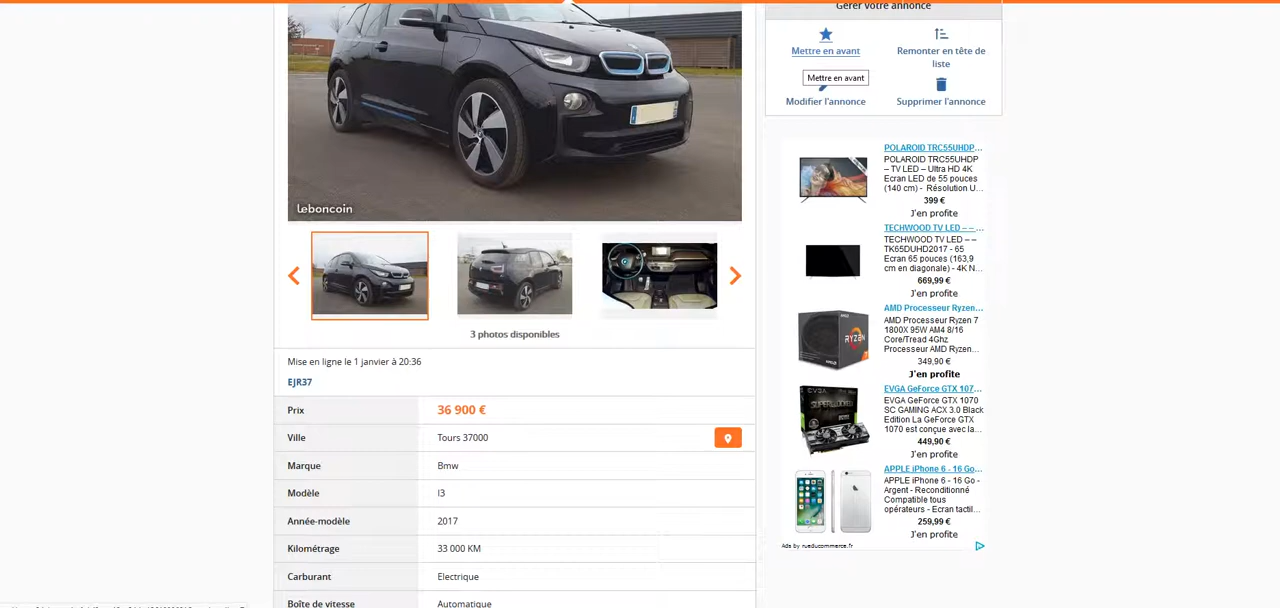 Gérer votre annonce
Mettre en avant
Remonter en tête de
liste
Mettre en avant
Modifier l'annonce
Supprimer l'annonce
leboncoin
3 photos disponibles
Mise en ligne le 1 janvier à 20:36
EJR37
Prix
36 900 €
Ville
Tours 37000
Marque
Bmw
Modèle
I3
Année-modèle
2017
Kilométrage
33 000 KM
Carburant
Electrique
Boîte de vitesse
Automatique
POLAROID TRC55UHDP...
POLAROID TRC55UHDP
– TV LED – Ultra HD 4K
Ecran LED de 55 pouces
(140 cm) - Résolution U...
399 €
J'en profite
TECHWOOD TV LED – – ...
TECHWOOD TV LED – –
TK65DUHD2017 - 65
Ecran 65 pouces (163,9
cm en diagonale) - 4K N...
669,99 €
J'en profite
AMD Processeur Ryzen...
AMD Processeur Ryzen 7
1800X 95W AM4 8/16
Core/Tread 4Ghz
Processeur AMD Ryzen...
349,90 €
J'en profite
RYZEN
EVGA GeForce GTX 107...
EVGA GeForce GTX 1070
SC GAMING ACX 3.0 Black
Edition La GeForce GTX
1070 est conçue avec la...
449,90 €
J'en profite
APPLE iPhone 6 - 16 Go...
APPLE iPhone 6 - 16 Go -
Argent - Reconditionné
Compatible tous
opérateurs - Ecran tactil...
259,99 €
J'en profite
Ads by rueducommerce.fr